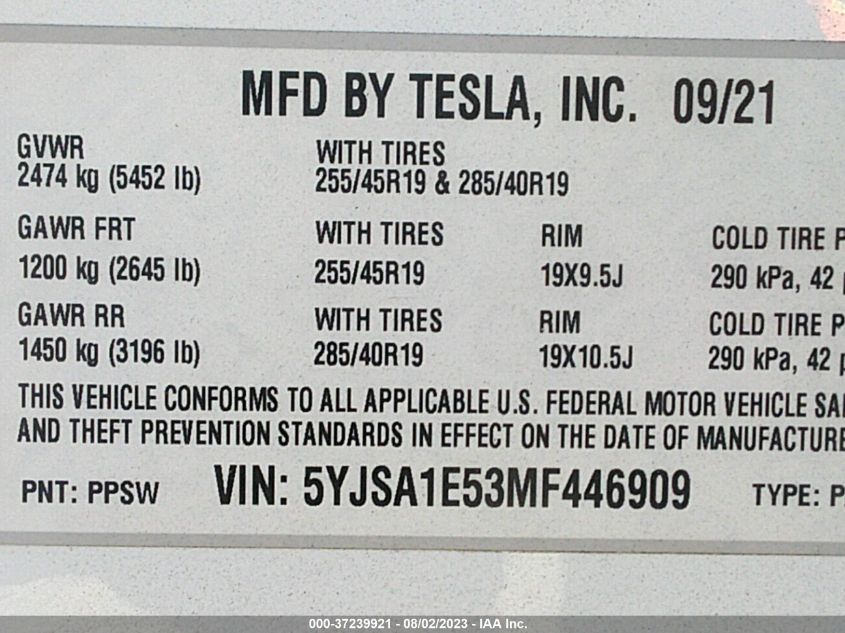 MFD BY TESLA, INC. 09/21
GVWR WITH TIRES
2474 kg (5452 lb) 255/45R19 & 285/40R19
GAWR FRT WITH TIRES RIM COLD TIRE P
1200 kg (2645 lb) 255/45R19 19X9.5J 290 kPa, 42
GAWR RR WITH TIRES RIM COLD TIRE P
1450 kg (3196 lb) 285/40R19 19X10.5J 290 kPa, 42
THIS VEHICLE CONFORMS TO ALL APPLICABLE U.S. FEDERAL MOTOR VEHICLE
AND THEFT PREVENTION STANDARDS IN EFFECT ON THE DATE OF MANUFACTURE
PNT: PPSW VIN: 5YJSA1E53MF446909 TYPE: P
000-37239921 - 08/02/2023 - IAA Inc.